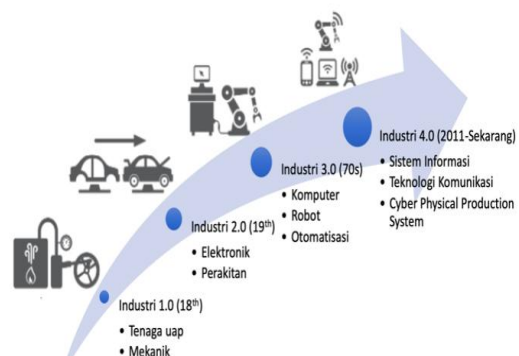 Industri 4.0 (2011-Sekarang)
• Sistem Informasi
• Teknologi Komunikasi
• Cyber Physical Production
System
Industri 3.0 (70s)
• Komputer
• Robot
• Otomatisasi
Industri 2.0 (19th)
• Elektronik
• Perakitan
Industri 1.0 (18th)
• Tenaga uap
• Mekanik